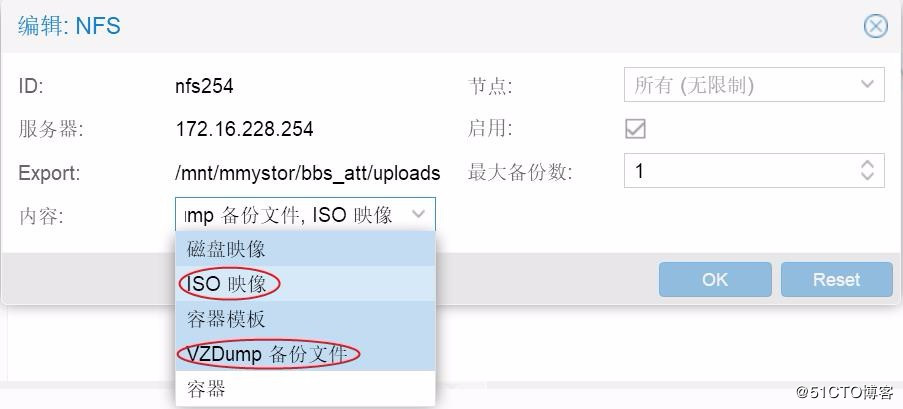 编辑: NFS
ID: nfs254 节点: 所有 (无限制)
服务器: 172.16.228.254 启用:
Export: /mnt/mmystor/bbs_att/uploads 最大备份数: 1
内容: mp 备份文件, ISO 映像
磁盘映像
ISO 映像
容器模板
VZDump 备份文件
容器
OK Reset
@51CTO博客